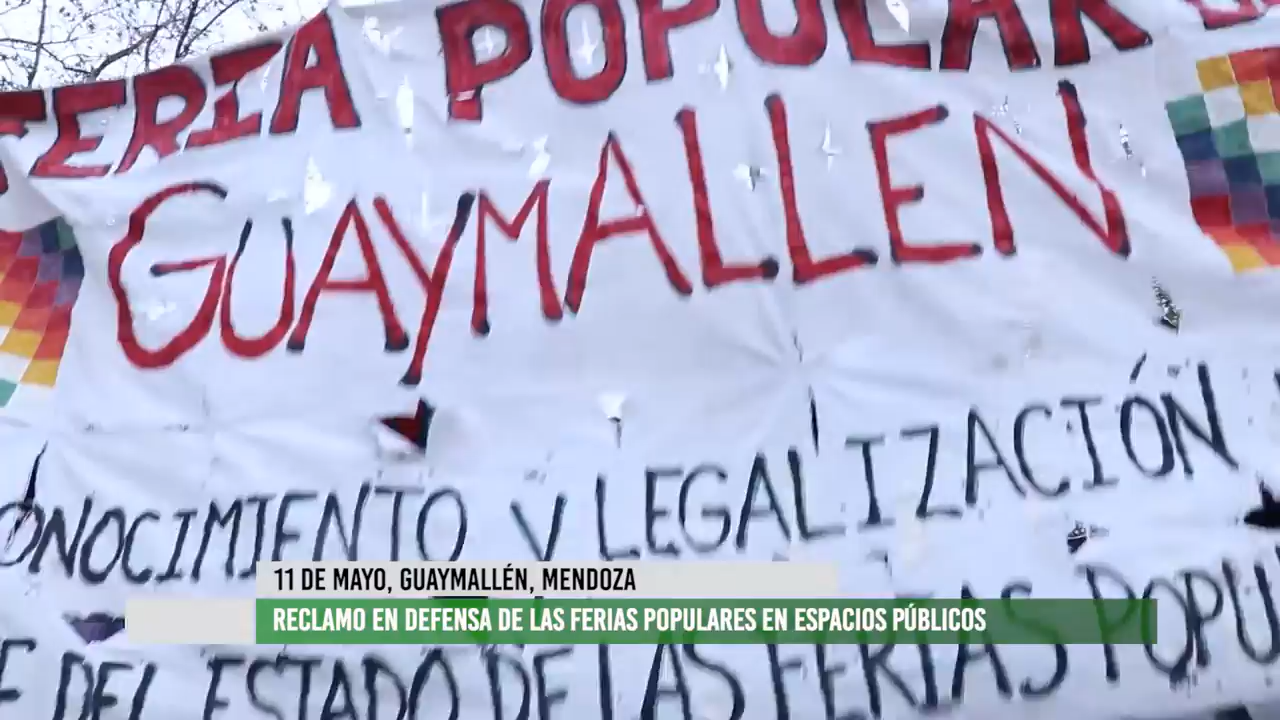 FERIA POPULAR
GUAYMALLEN
ONOCIMIENTO Y LEGALIZACIÓN
11 DE MAYO, GUAYMALLÉN, MENDOZA
RECLAMO EN DEFENSA DE LAS FERIAS POPULARES EN ESPACIOS PÚBLICOS
E DEL ESTADO DE LAS FERIAS POPU